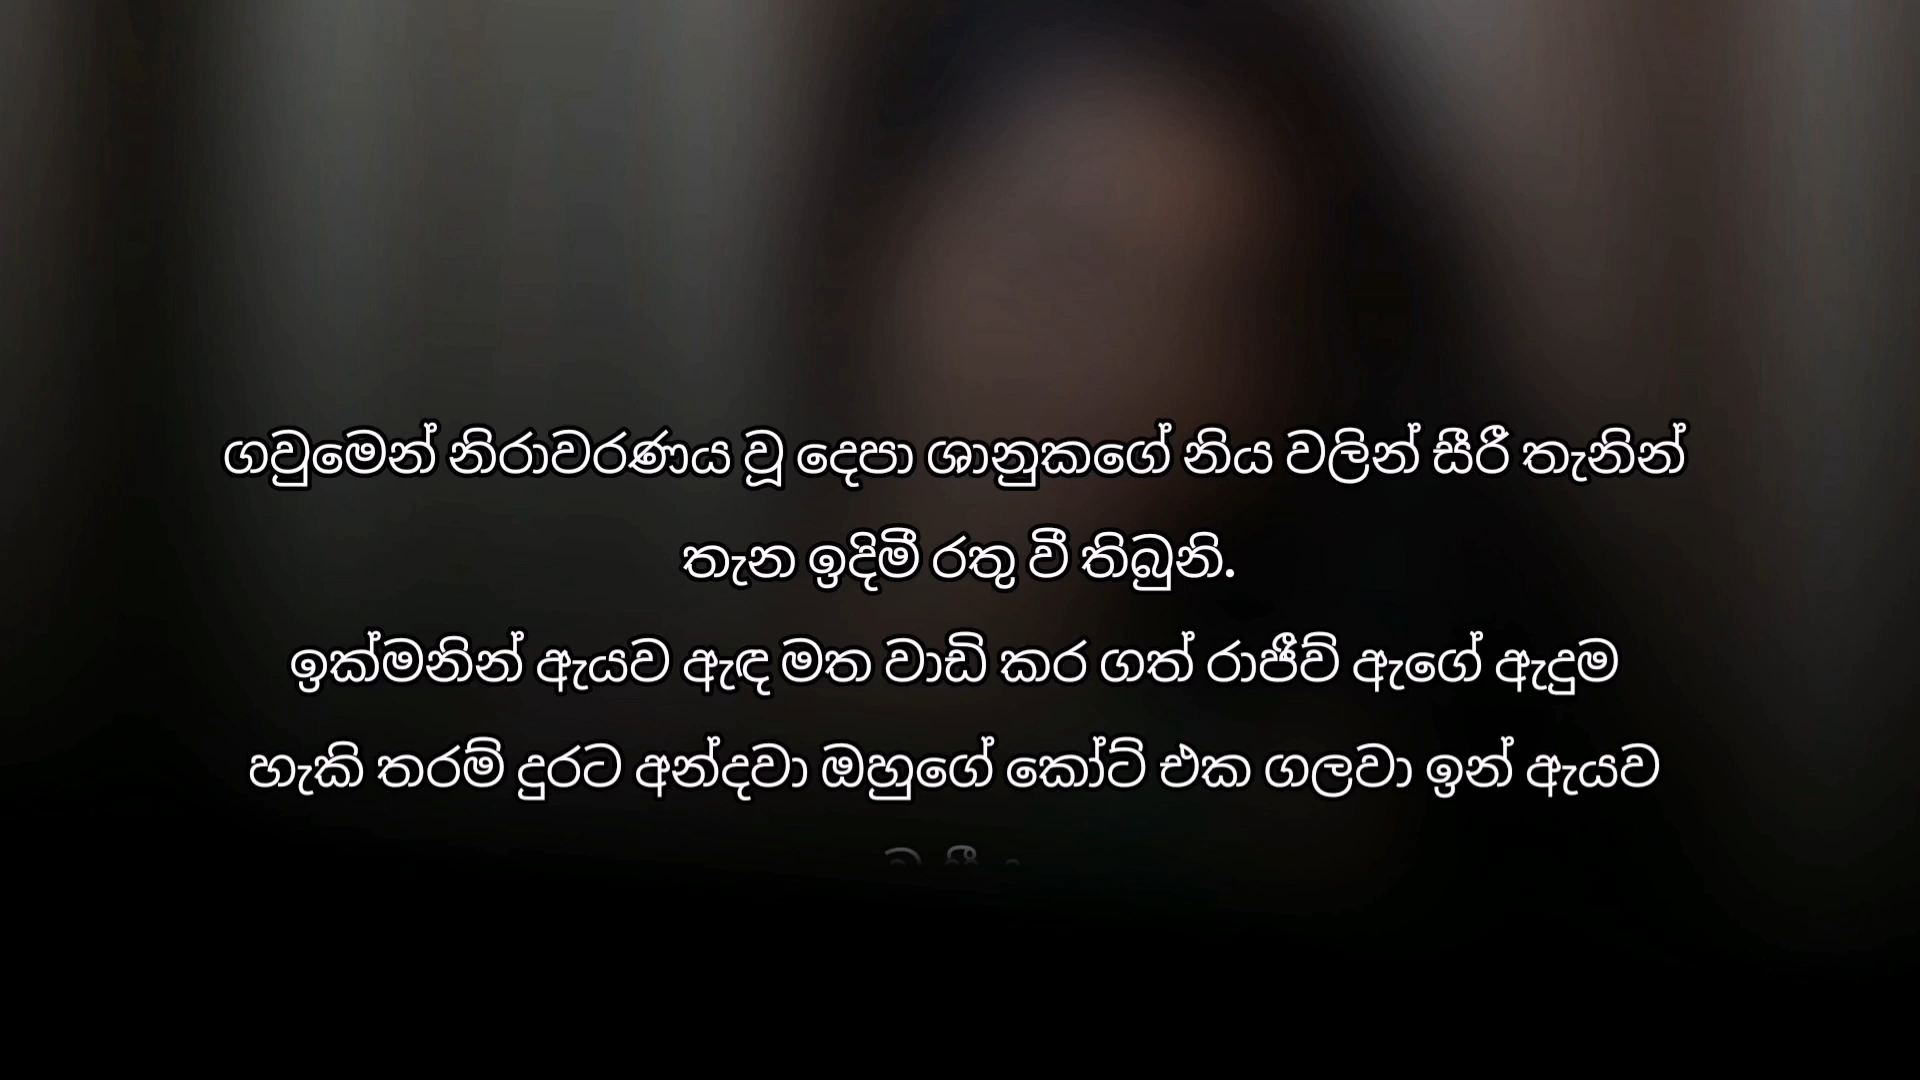 ගවුමෙන් නිරාවරණය වූ දෙපා ශානුකගේ නිය වලින් සීරී තැනින්
තැන ඉදිමී රතු වී තිබුනි.
ඉක්මනින් ඇයව ඇඳ මත වාඩි කර ගත් රාජීව් ඇගේ ඇදුම
හැකි තරම් දුරට අන්දවා ඔහුගේ කෝට් එක ගලවා ඉන් ඇයව